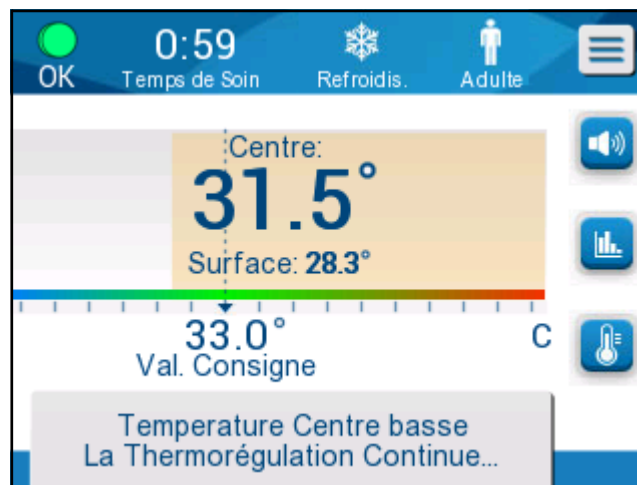 OK
0:59
Temps de Soin
Refroidis.
Adulte
Centre:
31.5°
Surface: 28.3°
33.0°
C
Val. Consigne
Temperature Centre basse
La Thermorégulation Continue...